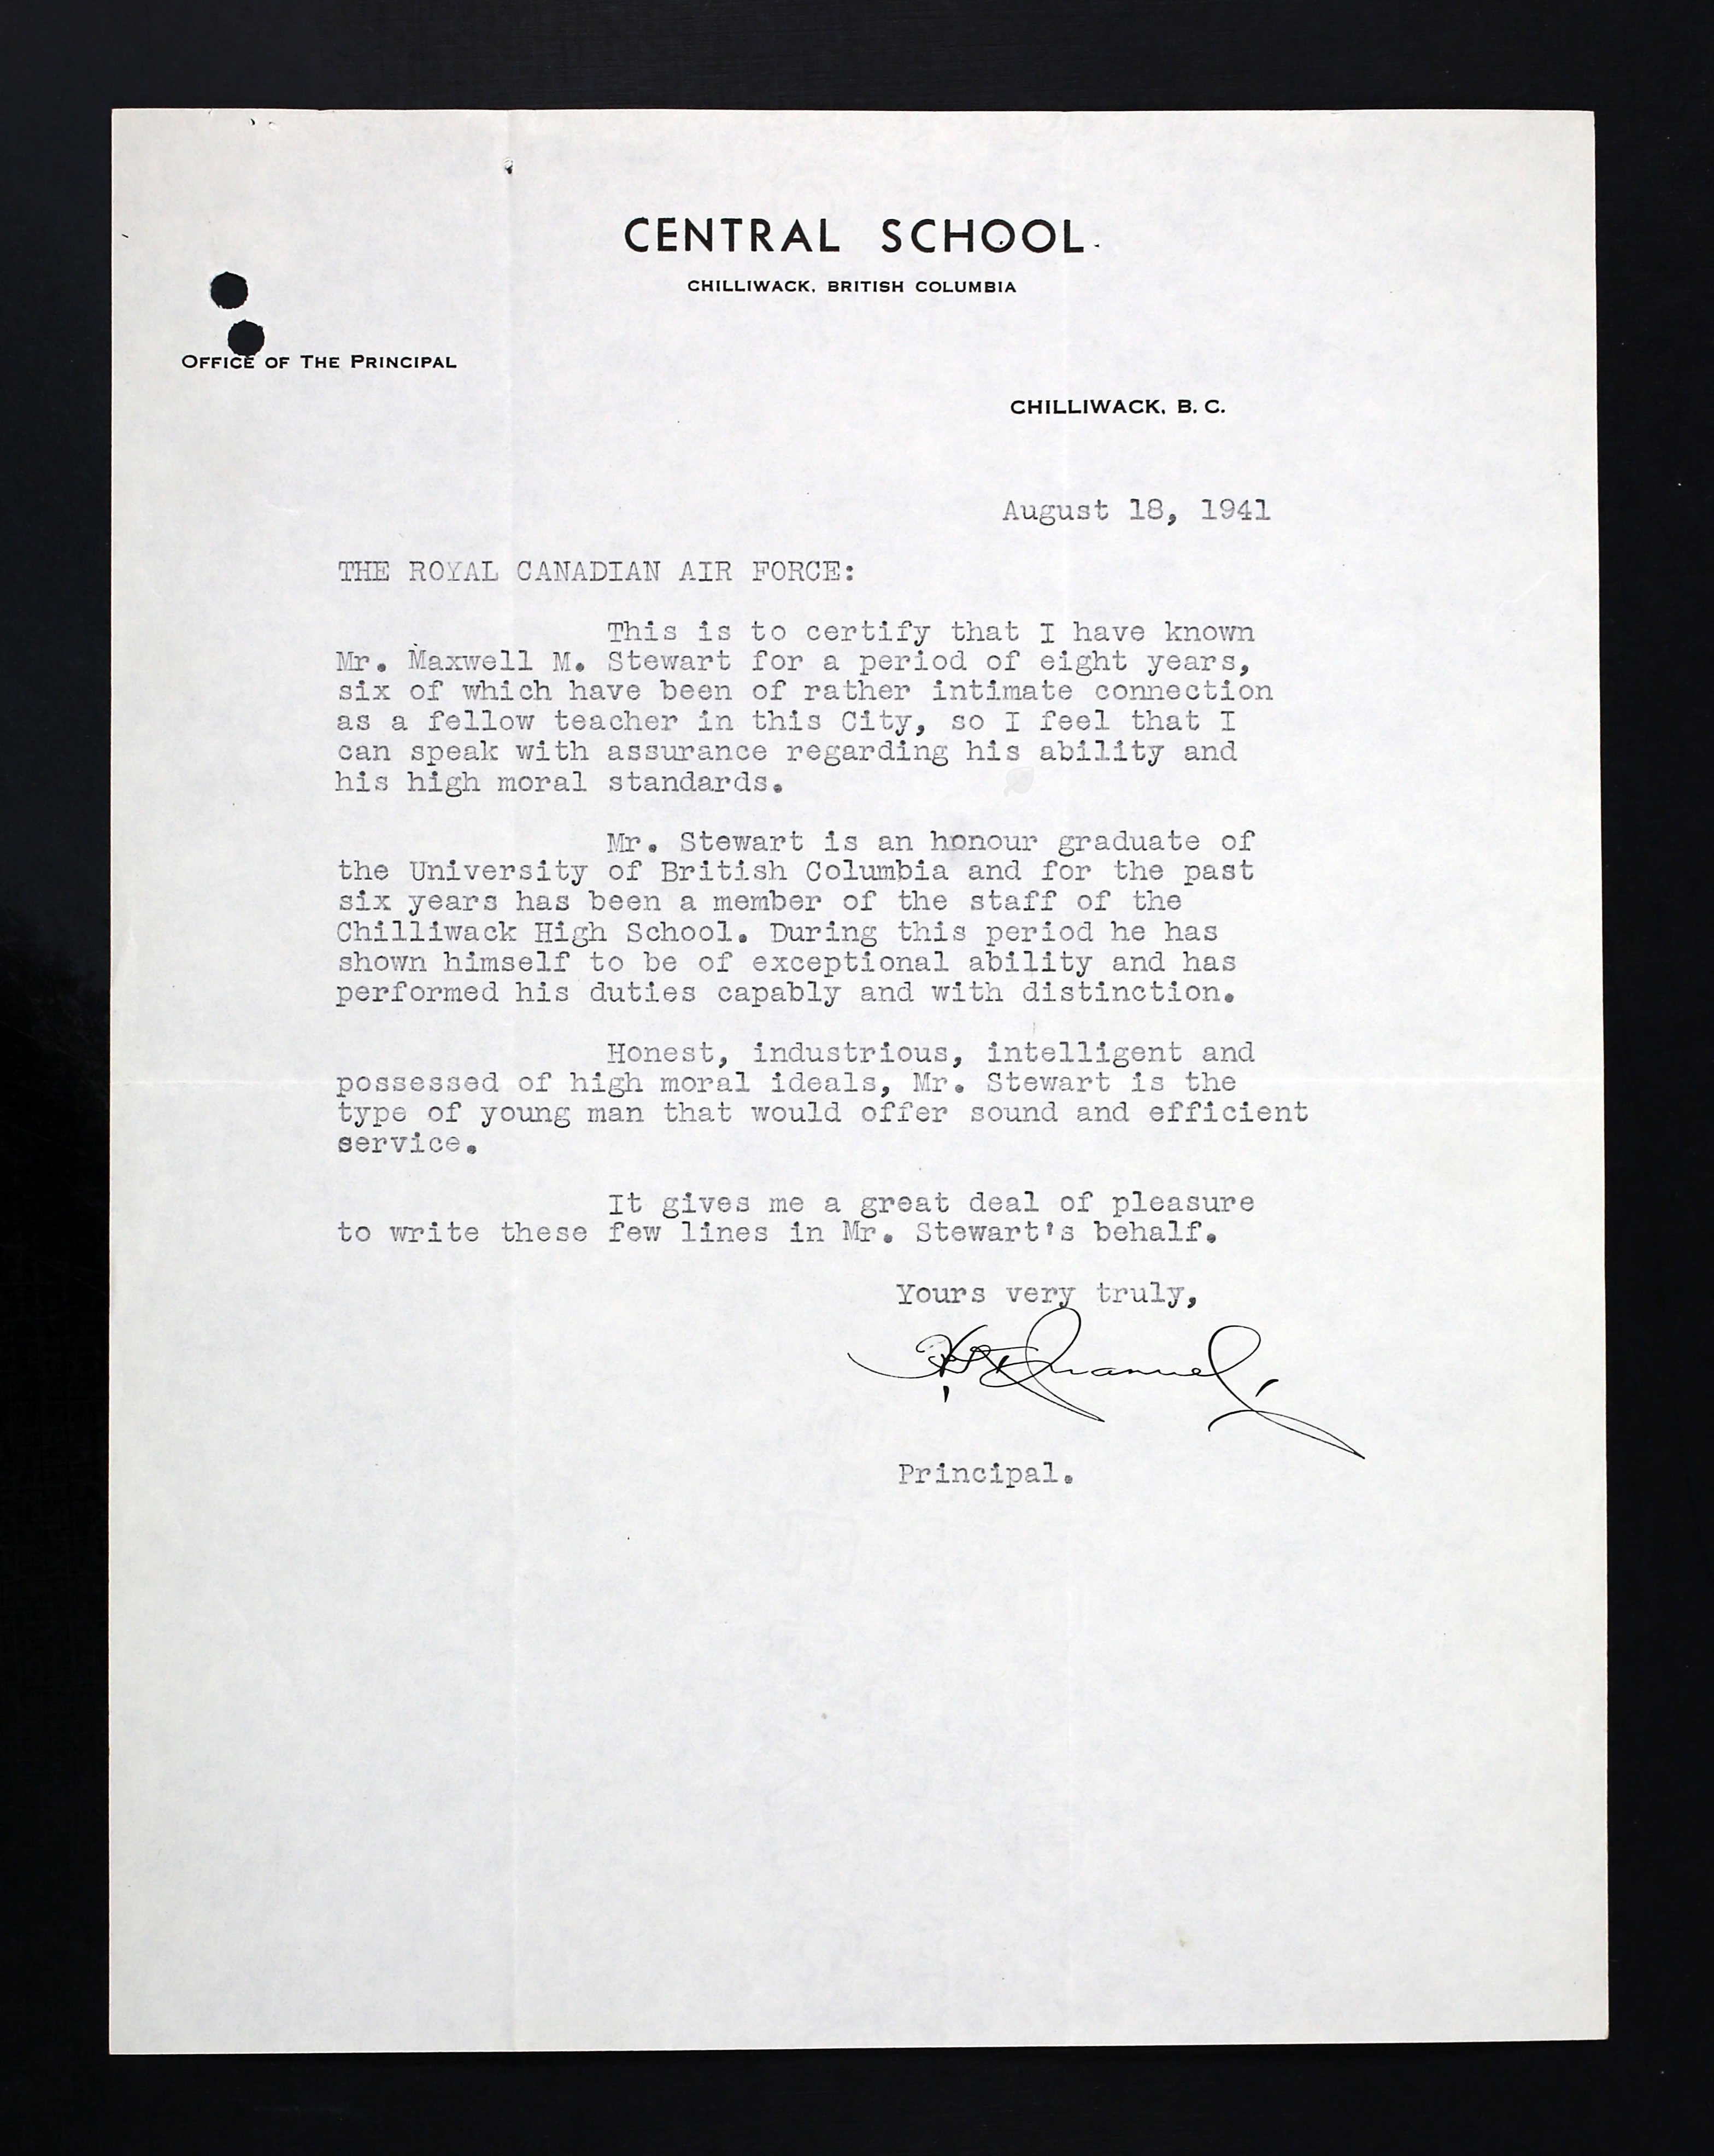 CENTRAL SCHOOL
CHILLIWACK, BRITISH COLUMBIA
OFFICE OF THE PRINCIPAL
CHILLIWACK, B. C.
August 18, 1941
THE ROYAL CANADIAN AIR FORCE:
This is to certify that I have known
Mr. Maxwell M. Stewart for a period of eight years,
six of which have been of rather intimate connection
as a fellow teacher in this City, so I feel that I
can speak with assurance regarding his ability and
his high moral standards.
Mr. Stewart is an honour graduate of
the University of British Columbia and for the past
six years has been a member of the staff of the
Chilliwack High School. During this period he has
shown himself to be of exceptional ability and has
performed his duties capably and with distinction.
Honest, industrious, intelligent and
possessed of high moral ideals, Mr. Stewart is the
type of young man that would offer sound and efficient
service.
It gives me a great deal of pleasure
to write these few lines in Mr. Stewart's behalf.
Yours very truly,
Principal.